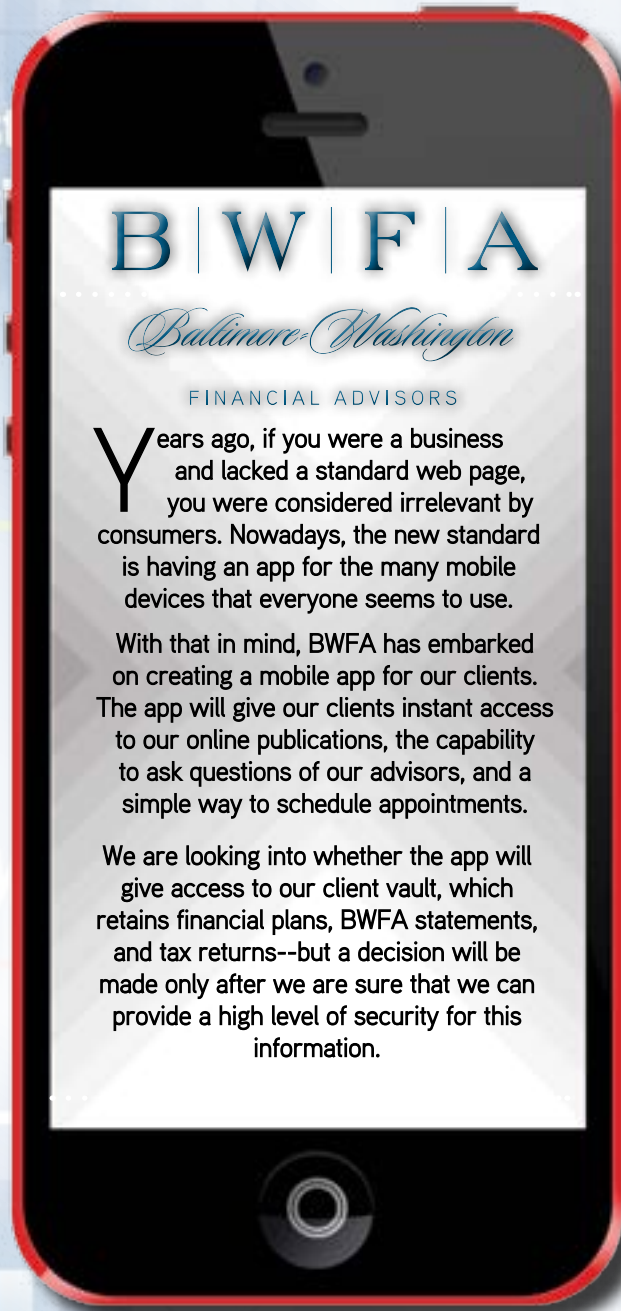 B|W|F|A
Baltimore-Washington
FINANCIAL ADVISORS
Years ago, if you were a business
and lacked a standard web page,
you were considered irrelevant by
consumers. Nowadays, the new standard
is having an app for the many mobile
devices that everyone seems to use.
With that in mind, BWFA has embarked
on creating a mobile app for our clients.
The app will give our clients instant access
to our online publications, the capability
to ask questions of our advisors, and a
simple way to schedule appointments.
We are looking into whether the app will
give access to our client vault, which
retains financial plans, BWFA statements,
and tax returns--but a decision will be
made only after we are sure that we can
provide a high level of security for this
information.